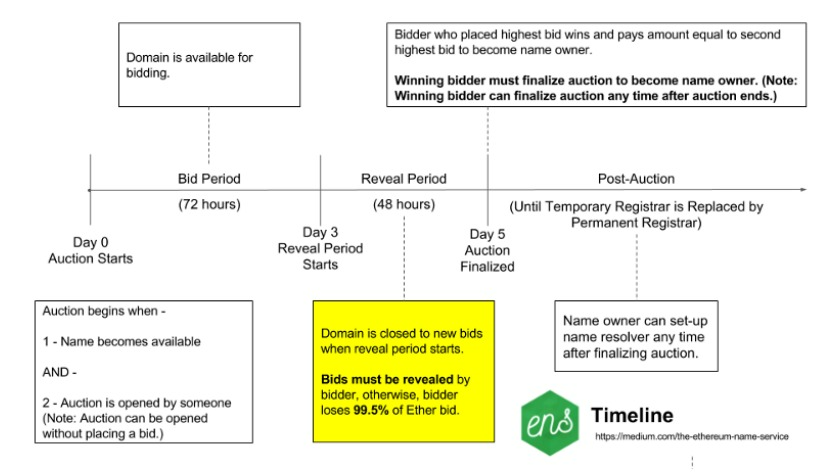 Domain is available for
bidding.
Bidder who placed highest bid wins and pays amount equal to second
highest bid to become name owner.
Winning bidder must finalize auction to become name owner. (Note:
Winning bidder can finalize auction any time after auction ends.)
Bid Period
(72 hours)
Reveal Period
(48 hours)
Post-Auction
(Until Temporary Registrar is Replaced by
Permanent Registrar)
Day 0
Auction Starts
Day 3
Reveal Period
Starts
Day 5
Auction
Finalized
Auction begins when -
1 - Name becomes available
AND -
2 - Auction is opened by someone
(Note: Auction can be opened
without placing a bid.)
Domain is closed to new bids
when reveal period starts.
Bids must be revealed by
bidder, otherwise, bidder
loses 99.5% of Ether bid.
Name owner can set-up
name resolver any time
after finalizing auction.
ens
Timeline
https://medium.com/the-ethereum-name-service